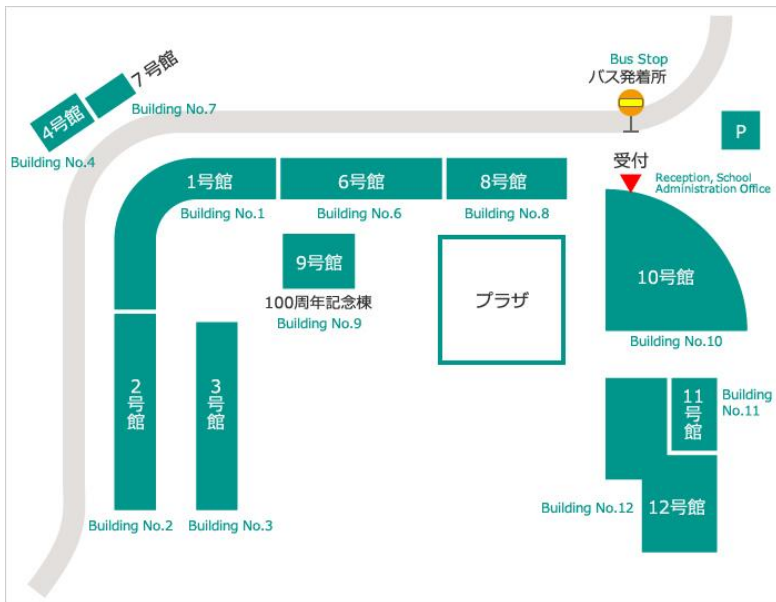 Bus Stop
バス発着所
7号館
Building No.7
4号館
Building No.4
P
受付
Reception, School
Administration Office
1号館
Building No.1
6号館
Building No.6
8号館
Building No.8
9号館
100周年記念棟
Building No.9
プラザ
10号館
Building No.10
2号館
Building No.2
3号館
Building No.3
11号館
Building
No.11
12号館
Building No.12